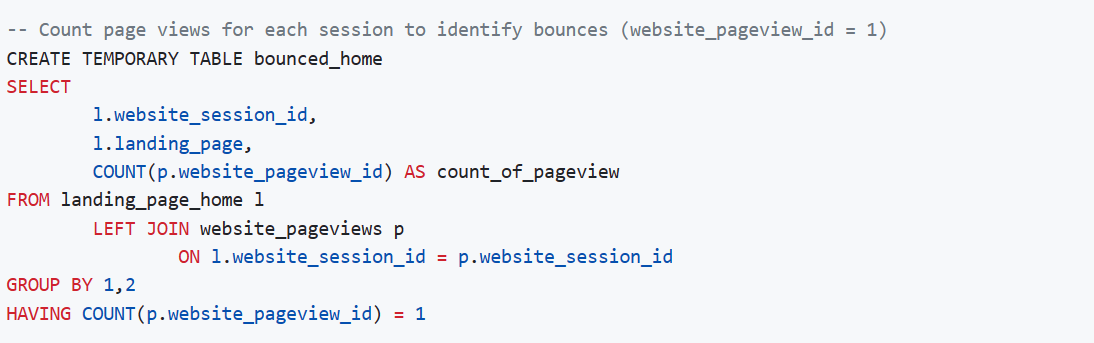 -- Count page views for each session to identify bounces (website_pageview_id = 1)
CREATE TEMPORARY TABLE bounced_home
SELECT
l.website_session_id,
l.landing_page,
COUNT(p.website_pageview_id) AS count_of_pageview
FROM landing_page_home l
LEFT JOIN website_pageviews p
ON l.website_session_id = p.website_session_id
GROUP BY 1,2
HAVING COUNT(p.website_pageview_id) = 1